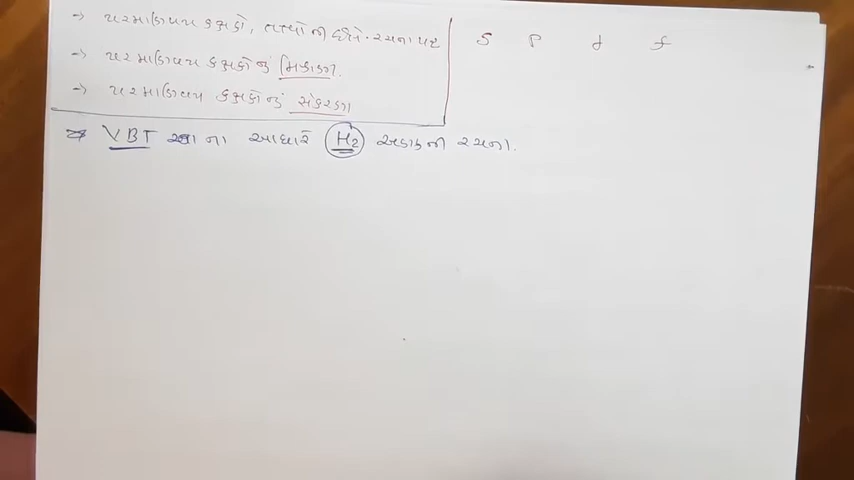 → પરમાણ્વીય કક્ષકો, તત્વોની ઇલે. રચના પર
s p d f
→ પરમાણ્વીય કક્ષકોનું મિશ્રણ.
→ પરમાણ્વીય કક્ષકોનું સંકરણ
⇒ VBT ના આધારે H₂ અણુની રચના.